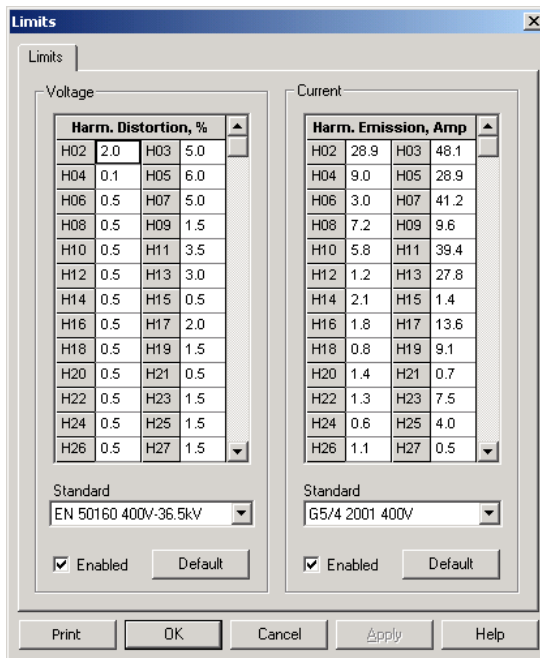 Limits
Limits
Voltage
Harm. Distortion, %
H02 2.0 H03 5.0
H04 0.1 H05 6.0
H06 0.5 H07 5.0
H08 0.5 H09 1.5
H10 0.5 H11 3.5
H12 0.5 H13 3.0
H14 0.5 H15 0.5
H16 0.5 H17 2.0
H18 0.5 H19 1.5
H20 0.5 H21 0.5
H22 0.5 H23 1.5
H24 0.5 H25 1.5
H26 0.5 H27 1.5
Standard
EN 50160 400V-36.5kV
Enabled Default
Current
Harm. Emission, Amp
H02 28.9 H03 48.1
H04 9.0 H05 28.9
H06 3.0 H07 41.2
H08 7.2 H09 9.6
H10 5.8 H11 39.4
H12 1.2 H13 27.8
H14 2.1 H15 1.4
H16 1.8 H17 13.6
H18 0.8 H19 9.1
H20 1.4 H21 0.7
H22 1.3 H23 7.5
H24 0.6 H25 4.0
H26 1.1 H27 0.5
Standard
G5/4 2001 400V
Enabled Default
Print OK Cancel Apply Help